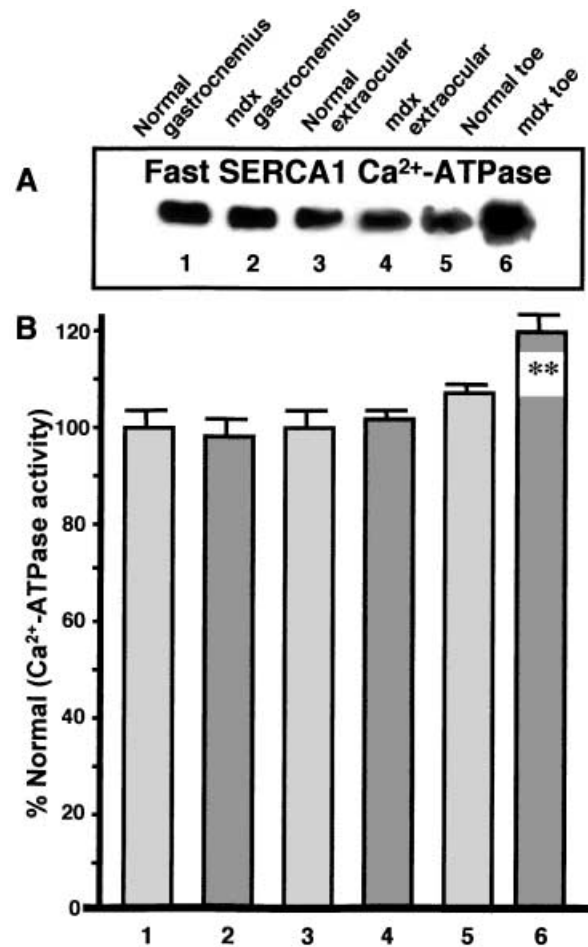 Normal gastrocnemius
mdx gastrocnemius
Normal extraocular
mdx extraocular
Normal toe
mdx toe
A
Fast SERCA1 Ca²⁺-ATPase
1 2 3 4 5 6
B
% Normal (Ca²⁺-ATPase activity)
120
100
80
60
40
20
0
**
1 2 3 4 5 6